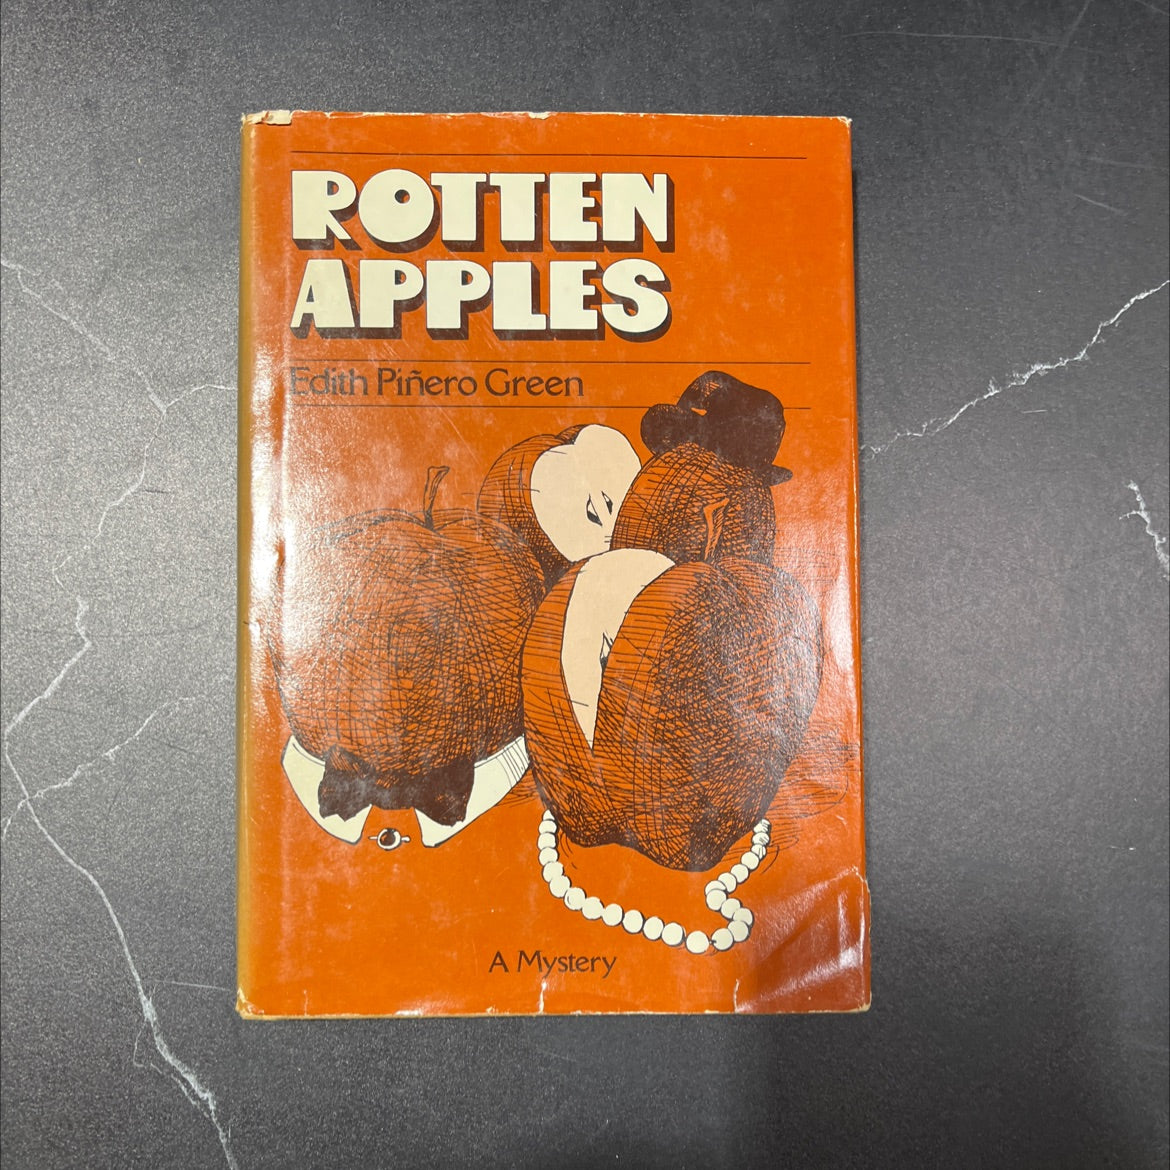 ROTTEN
APPLES
Edith Piñero Green
A Mystery